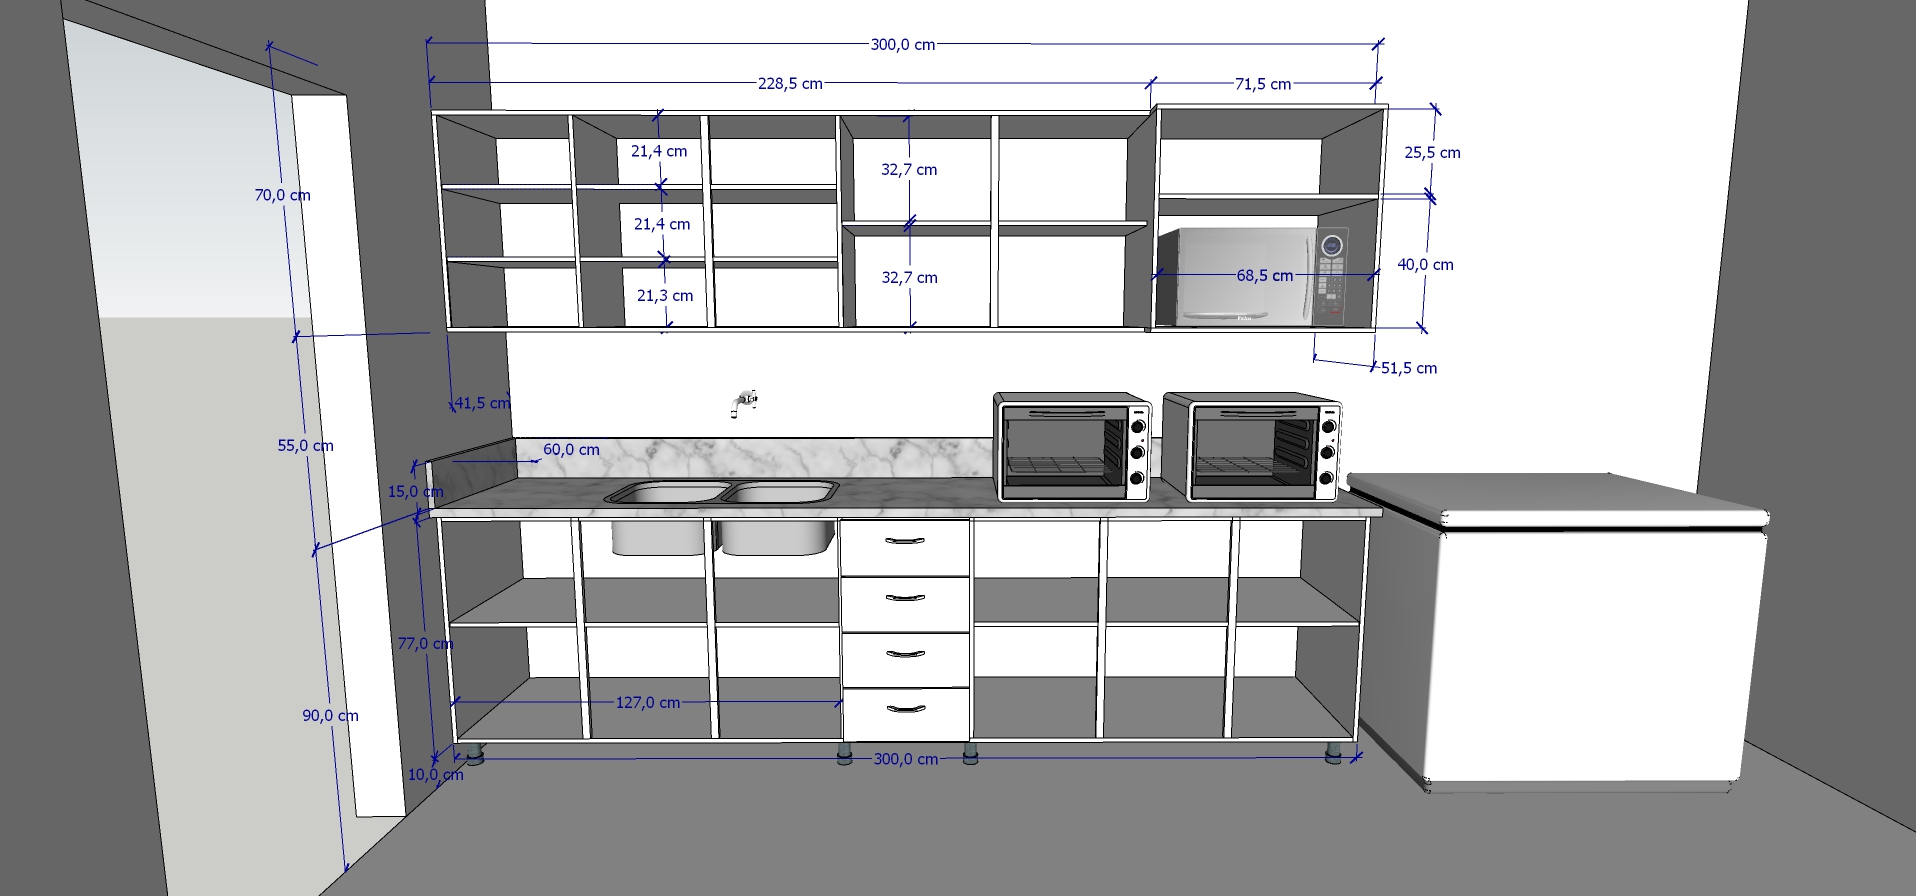 300,0 cm
228,5 cm
71,5 cm
21,4 cm
32,7 cm
25,5 cm
70,0 cm
21,4 cm
40,0 cm
68,5 cm
32,7 cm
21,3 cm
51,5 cm
41,5 cm
55,0 cm
60,0 cm
15,0 cm
77,0 cm
127,0 cm
90,0 cm
300,0 cm
10,0 cm